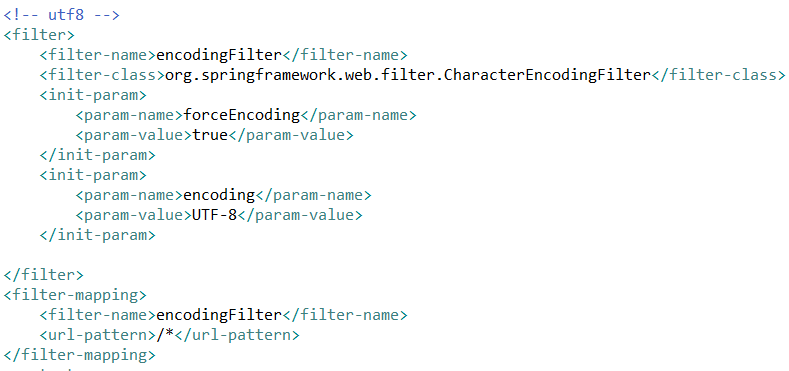 <!-- utf8 -->
<filter>
    <filter-name>encodingFilter</filter-name>
    <filter-class>org.springframework.web.filter.CharacterEncodingFilter</filter-class>
    <init-param>
        <param-name>forceEncoding</param-name>
        <param-value>true</param-value>
    </init-param>
    <init-param>
        <param-name>encoding</param-name>
        <param-value>UTF-8</param-value>
    </init-param>

</filter>
<filter-mapping>
    <filter-name>encodingFilter</filter-name>
    <url-pattern>/*</url-pattern>
</filter-mapping>